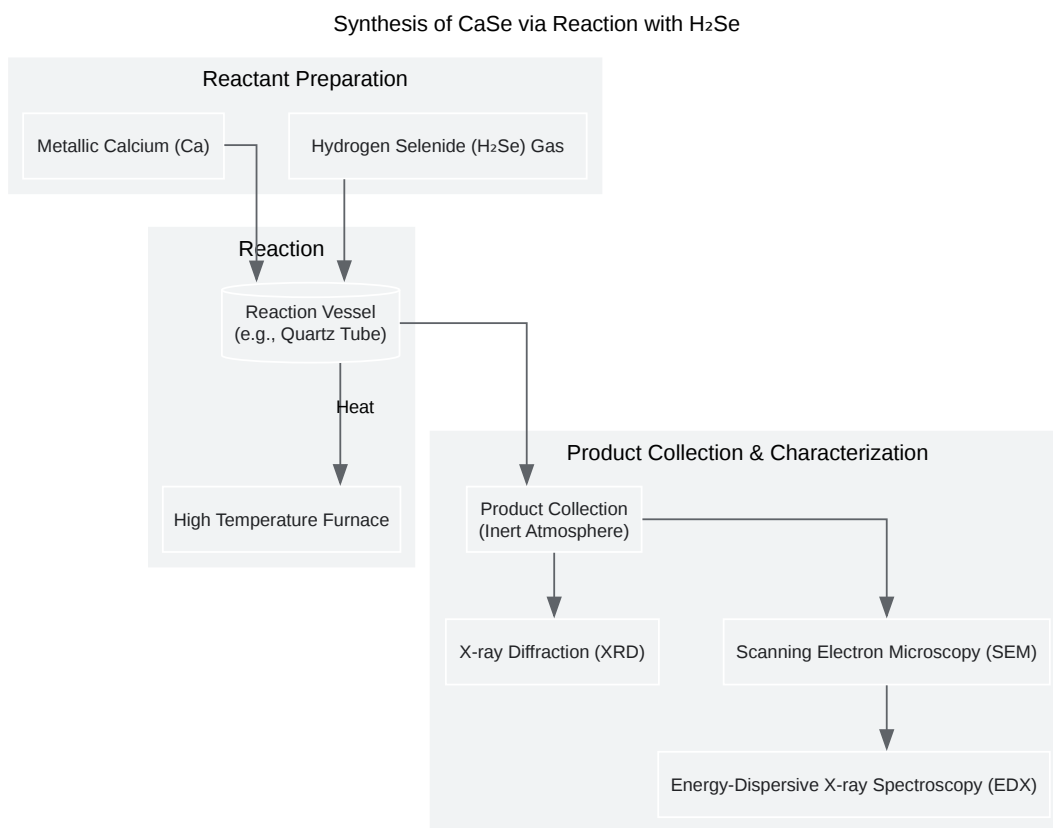 Synthesis of CaSe via Reaction with H₂Se
Reactant Preparation
Metallic Calcium (Ca)
Hydrogen Selenide (H₂Se) Gas
Reaction
Reaction Vessel
(e.g., Quartz Tube)
Heat
High Temperature Furnace
Product Collection & Characterization
Product Collection
(Inert Atmosphere)
X-ray Diffraction (XRD)
Scanning Electron Microscopy (SEM)
Energy-Dispersive X-ray Spectroscopy (EDX)